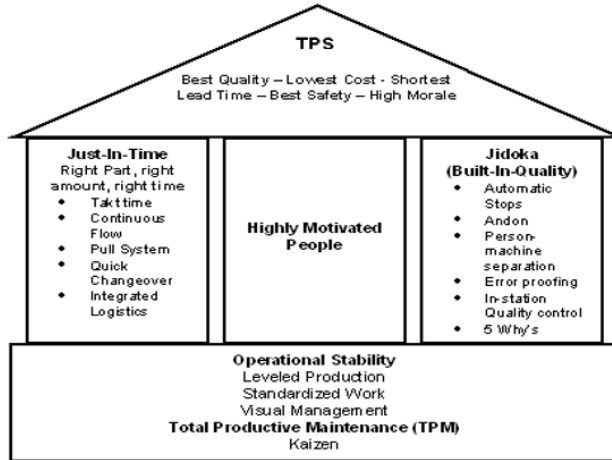 TPS
Best Quality – Lowest Cost - Shortest
Lead Time – Best Safety – High Morale
Just-In-Time
Right Part, right
amount, right time
• Takt time
• Continuous
Flow
• Pull System
• Quick
Changeover
• Integrated
Logistics
Highly Motivated
People
Jidoka
(Built-In-Quality)
• Automatic
Stops
• Andon
• Person-
machine
separation
• Error proofing
• In-station
Quality control
• 5 Why's
Operational Stability
Leveled Production
Standardized Work
Visual Management
Total Productive Maintenance (TPM)
Kaizen